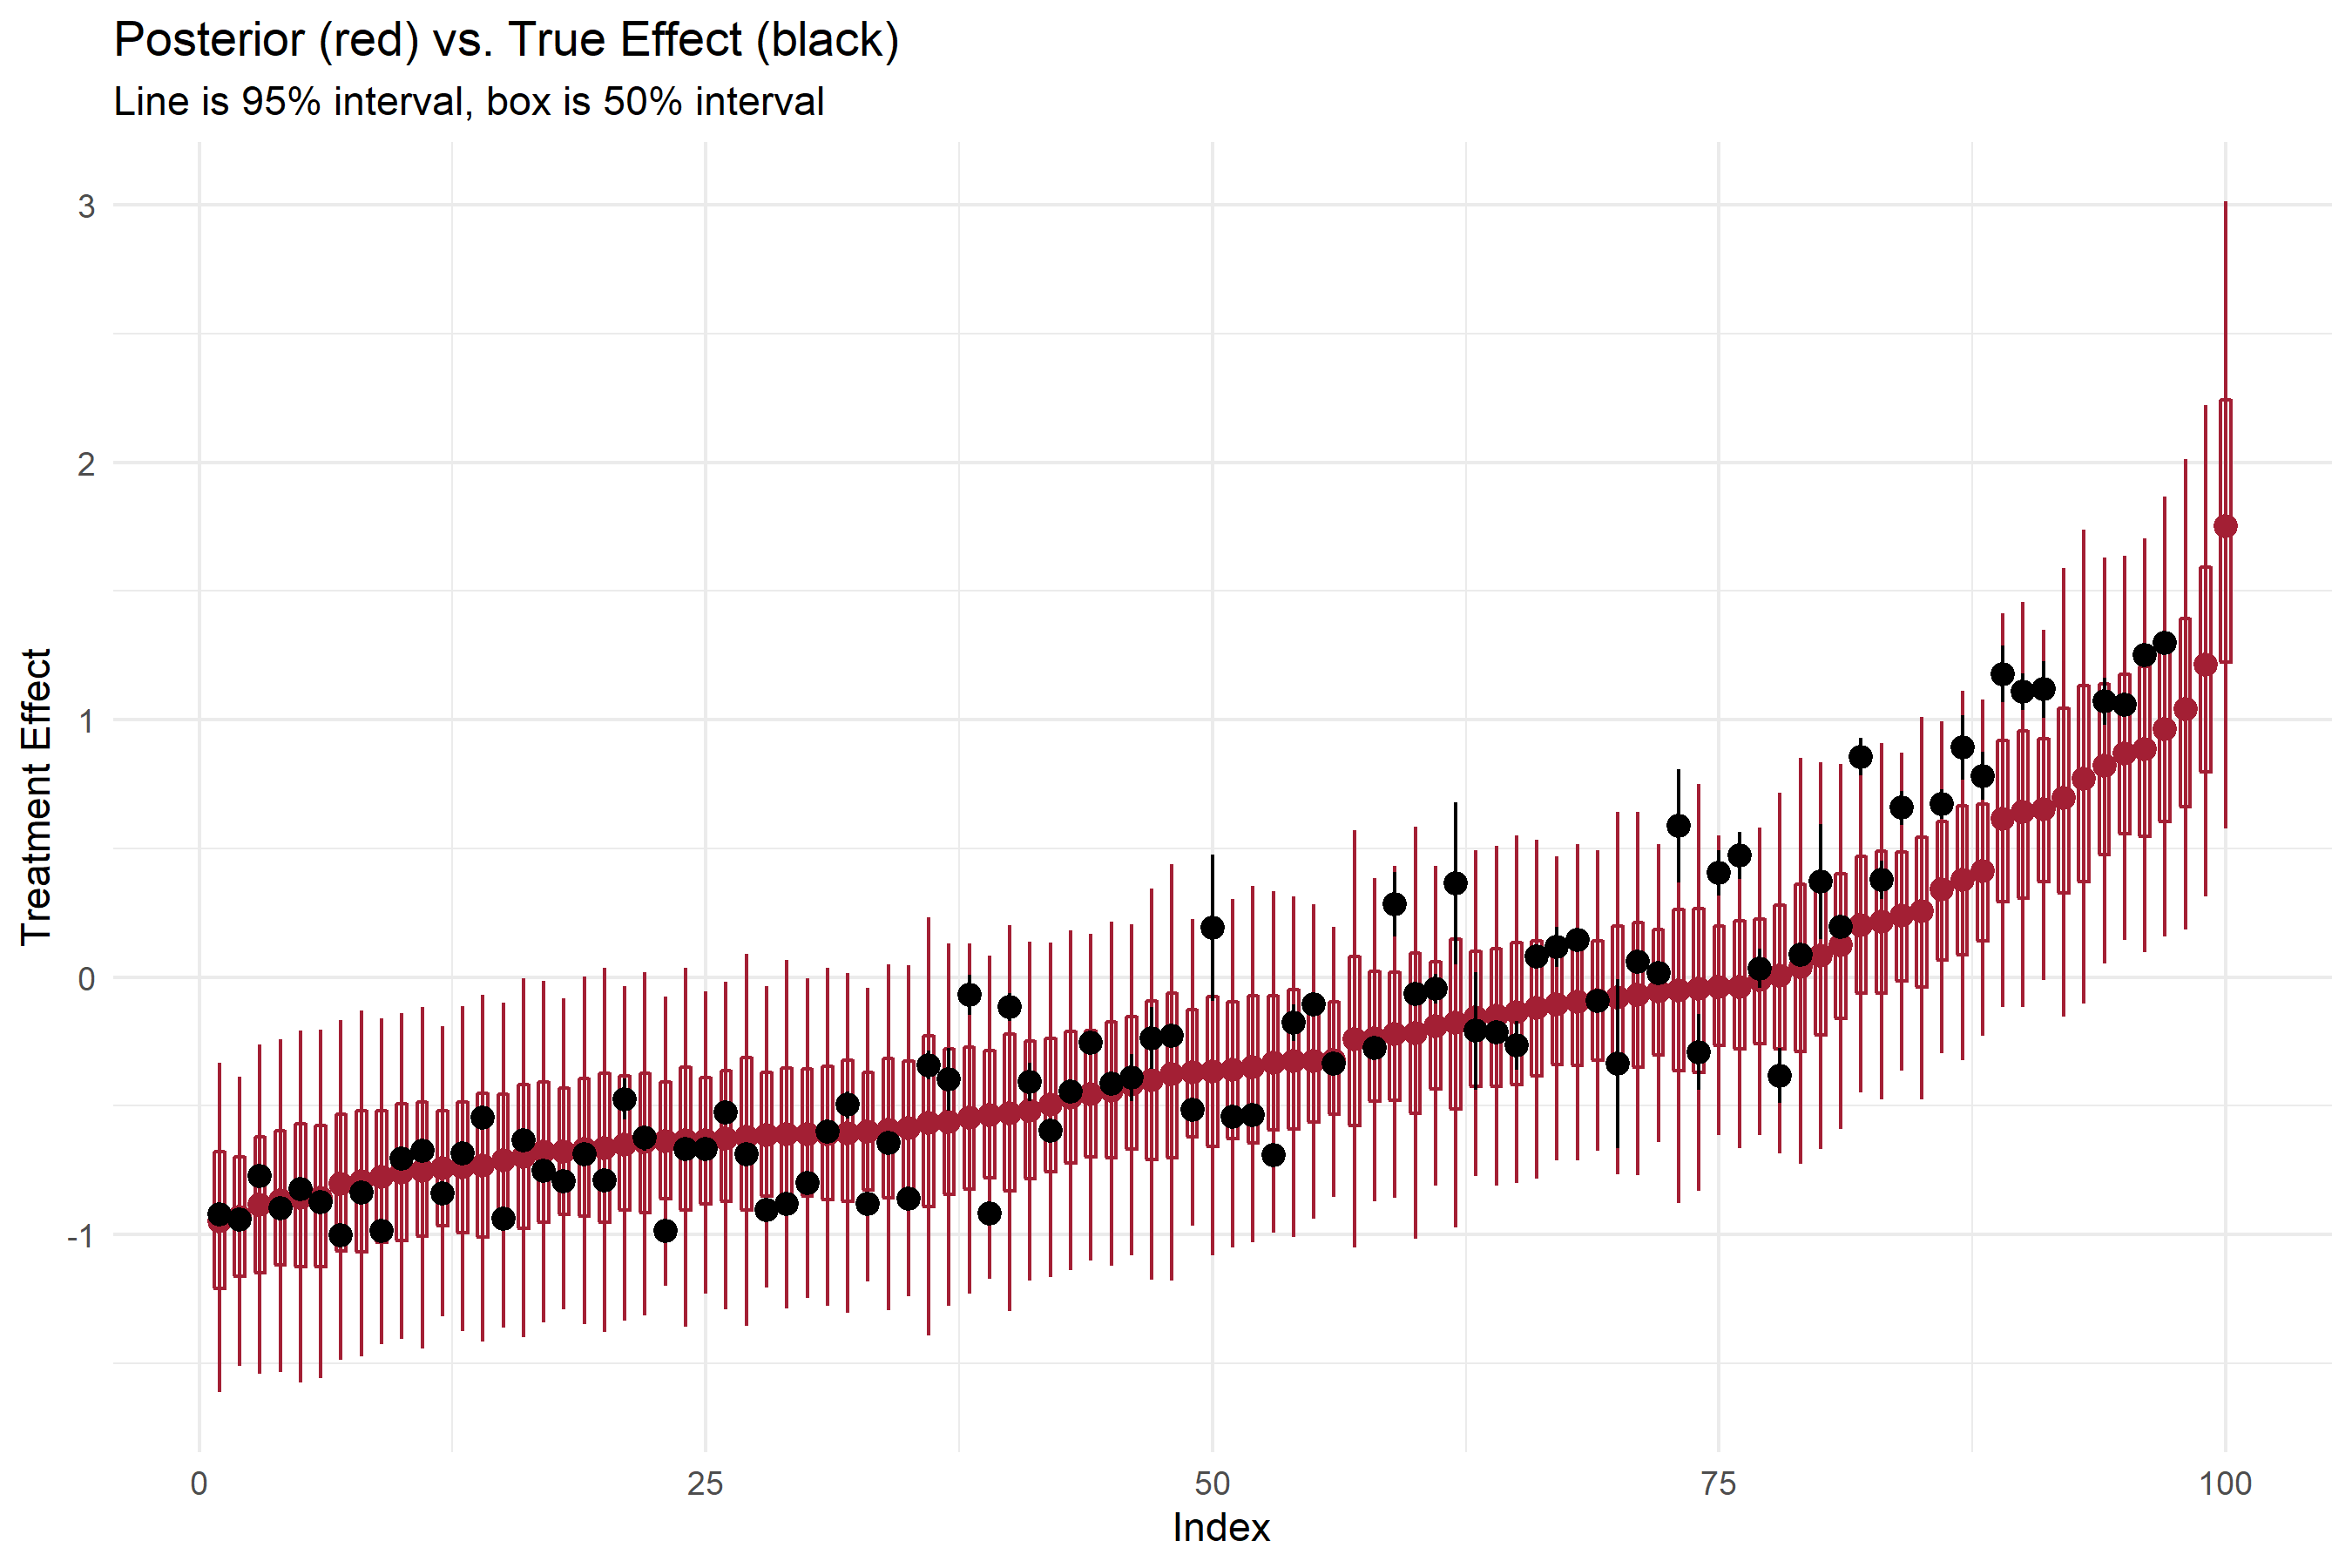 Posterior (red) vs. True Effect (black)
Line is 95% interval, box is 50% interval
3
2
1
0
-1
Treatment Effect
0 25 50 75 100
Index